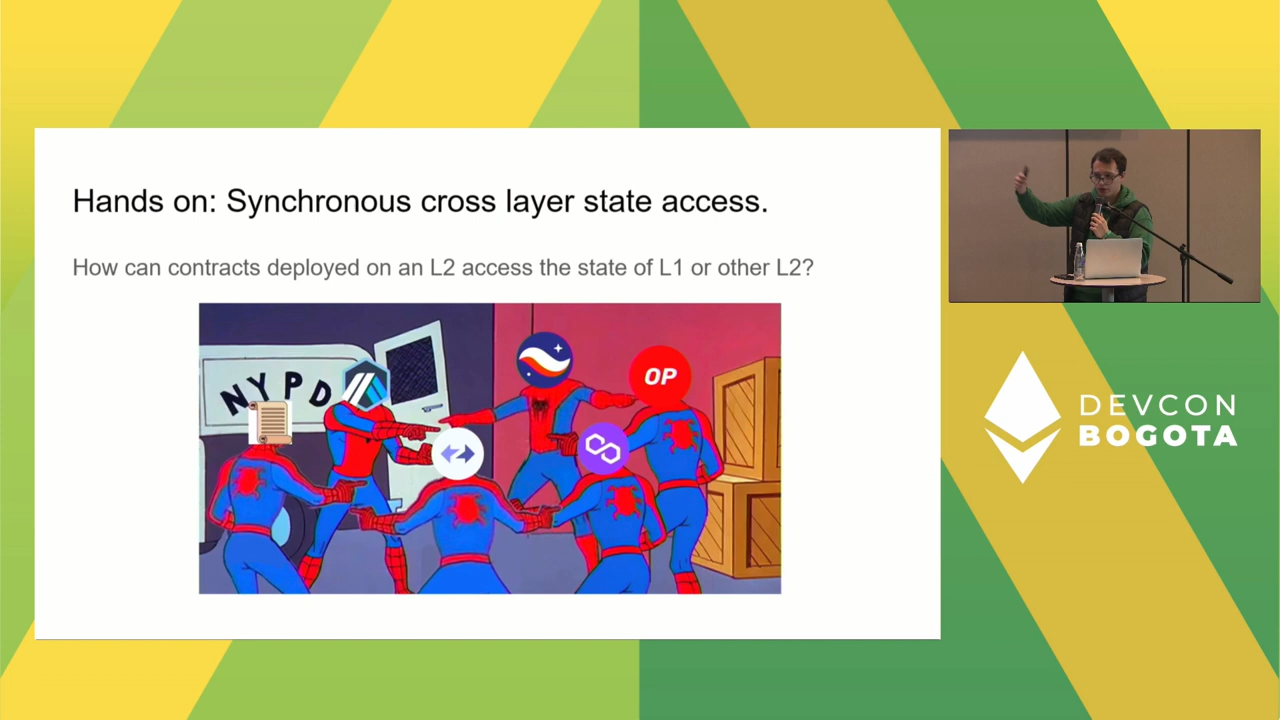 Hands on: Synchronous cross layer state access.
How can contracts deployed on an L2 access the state of L1 or other L2?
NYPD
OP
DEVCON
BOGOTA